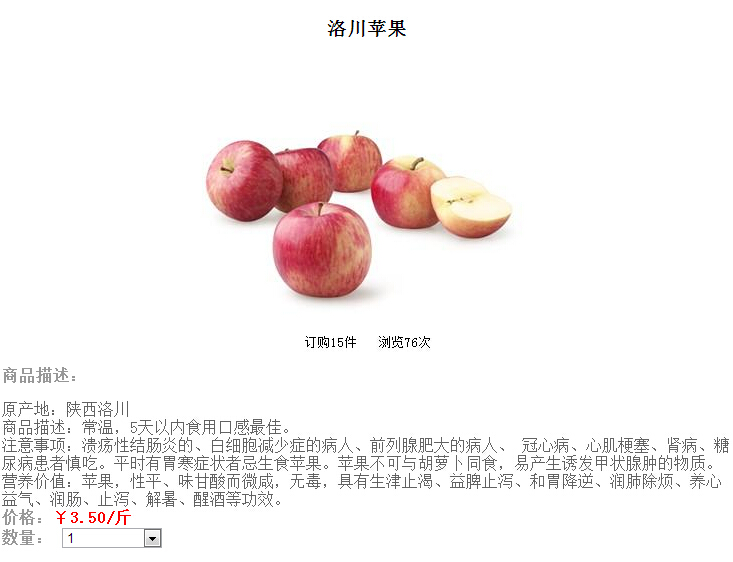 洛川苹果
订购15件 浏览76次
商品描述：
原产地：陕西洛川
商品描述：常温，5天以内食用口感最佳。
注意事项：溃疡性结肠炎的、白细胞减少症的病人、前列腺肥大的病人、 冠心病、心肌梗塞、肾病、糖
尿病患者慎吃。平时有胃寒症状者忌生食苹果。苹果不可与胡萝卜同食，易产生诱发甲状腺肿的物质。
营养价值：苹果，性平、味甘酸而微咸，无毒，具有生津止渴、益脾止泻、和胃降逆、润肺除烦、养心
益气、润肠、止泻、解暑、醒酒等功效。
价格：￥3.50/斤
数量： 1